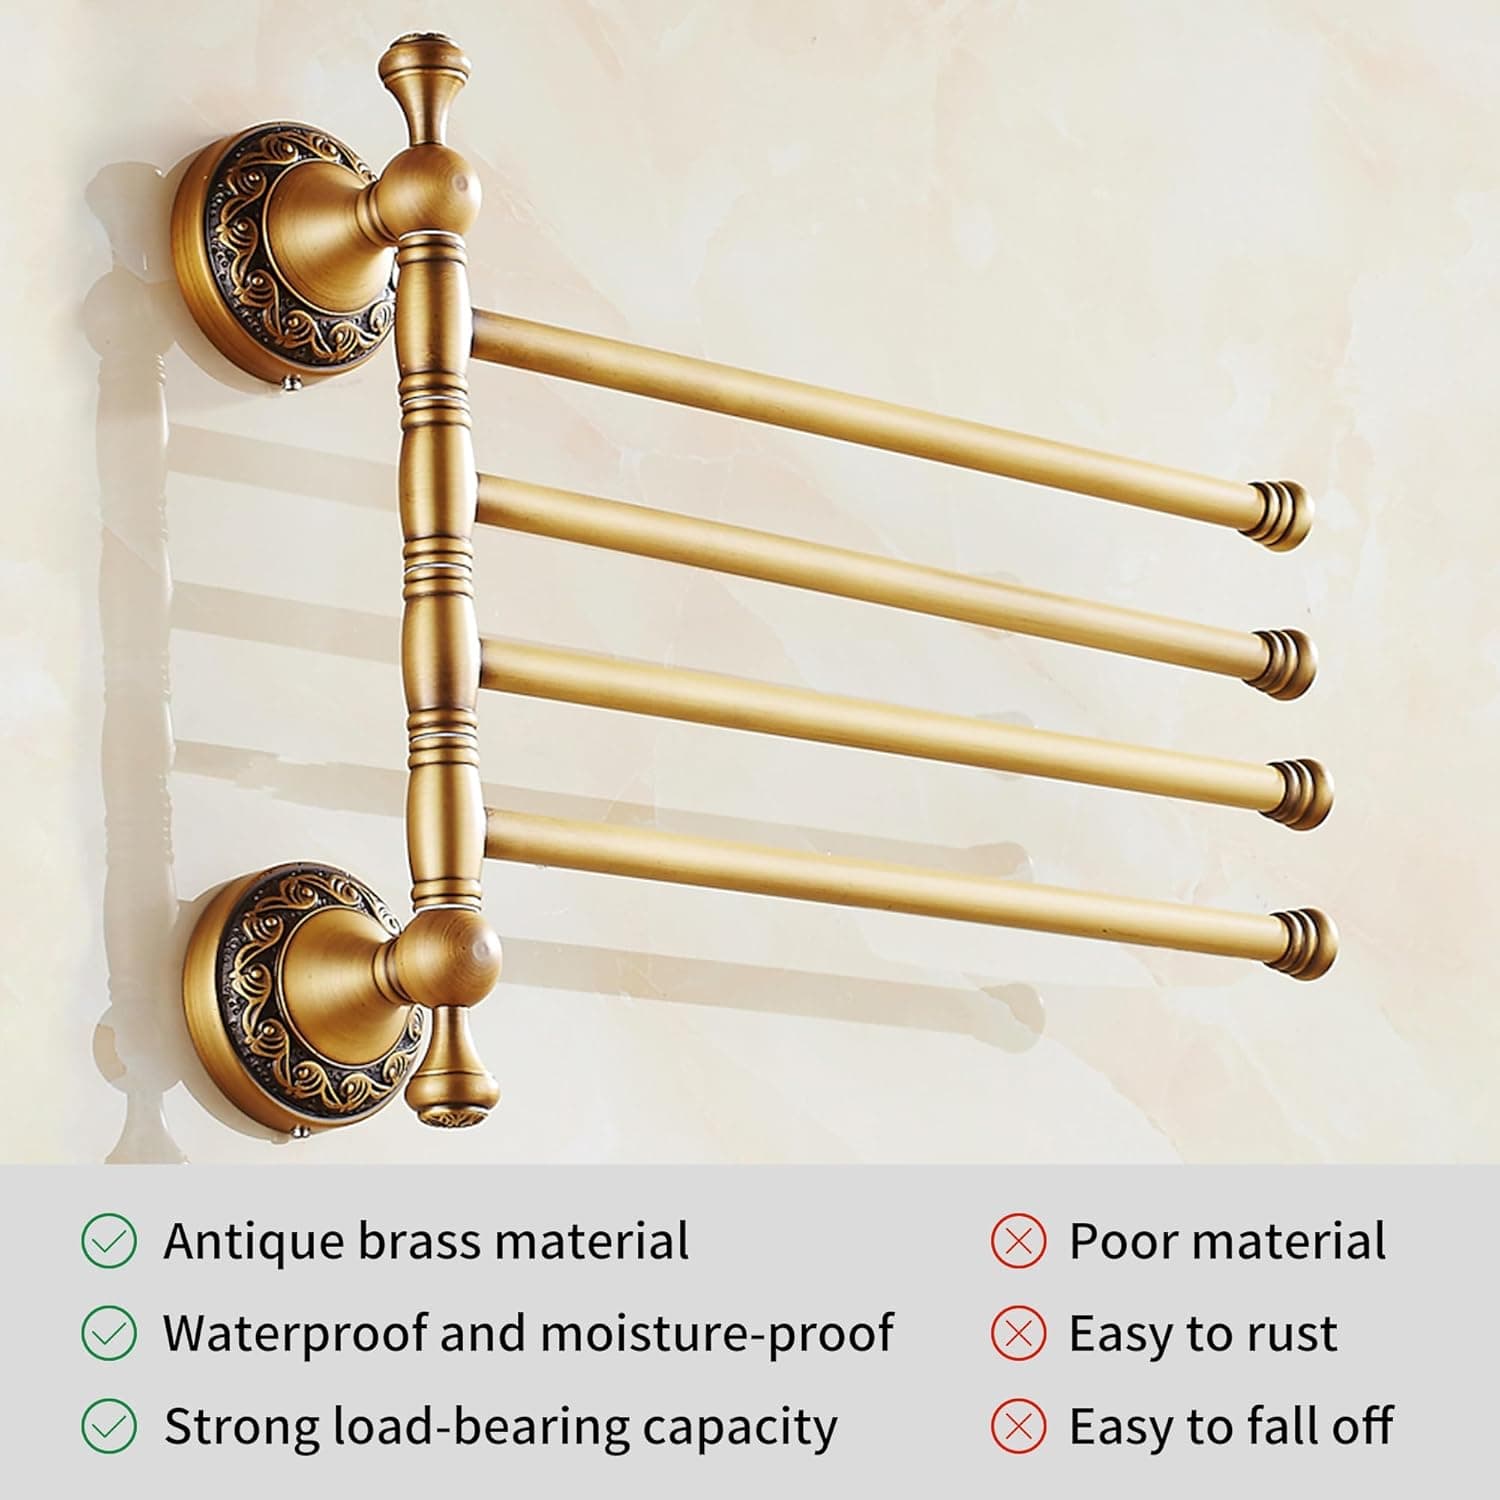 Antique brass material
Waterproof and moisture-proof
Strong load-bearing capacity
Poor material
Easy to rust
Easy to fall off